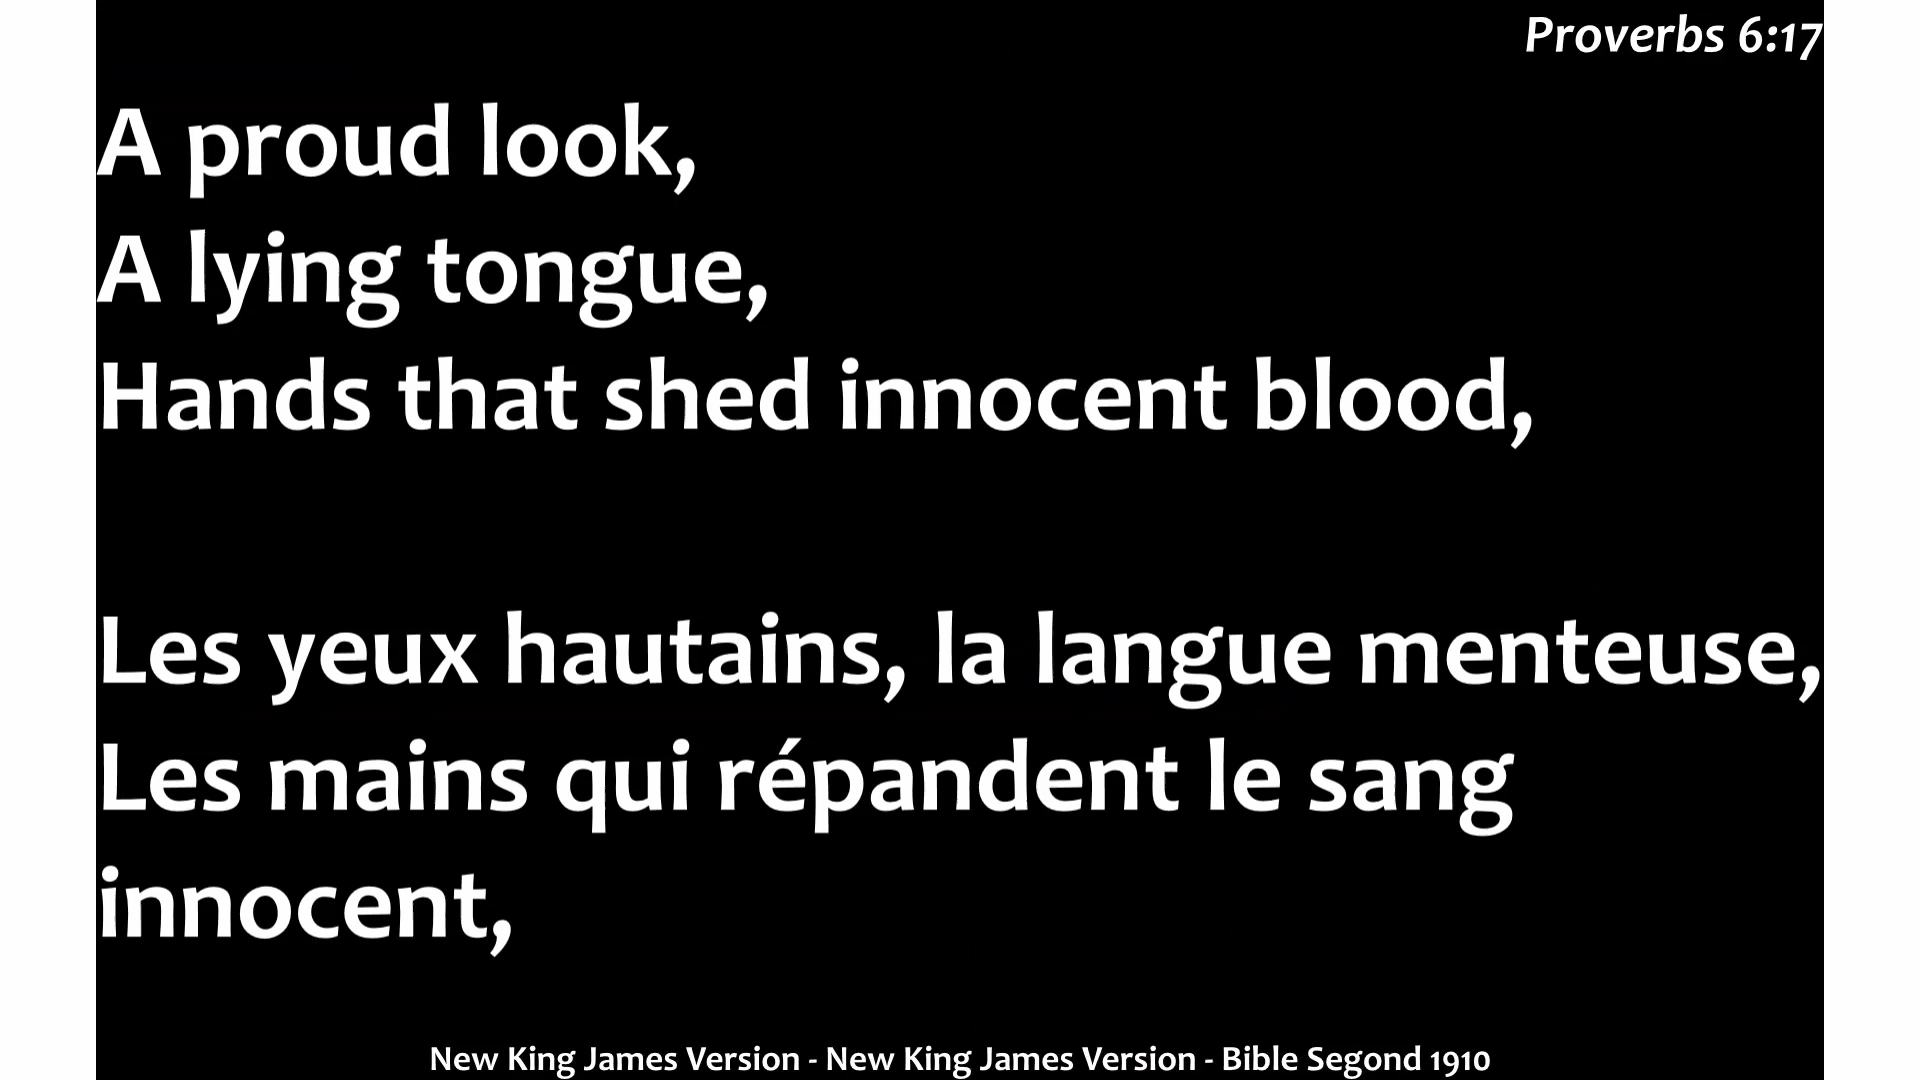 Proverbs 6:17
A proud look,
A lying tongue,
Hands that shed innocent blood,
Les yeux hautains, la langue menteuse,
Les mains qui répandent le sang
innocent,
New King James Version - New King James Version - Bible Segond 1910